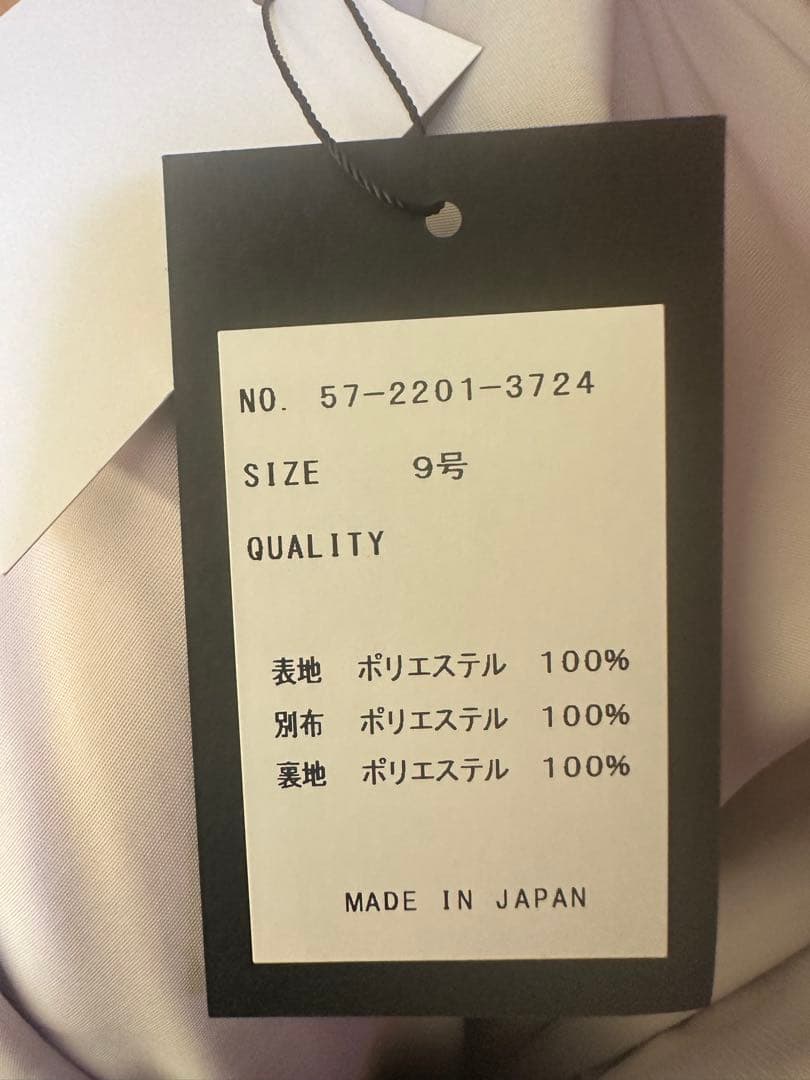 NO. 57-2201-3724
SIZE 9号
QUALITY
表地 ポリエステル 100%
別布 ポリエステル 100%
裏地 ポリエステル 100%
MADE IN JAPAN